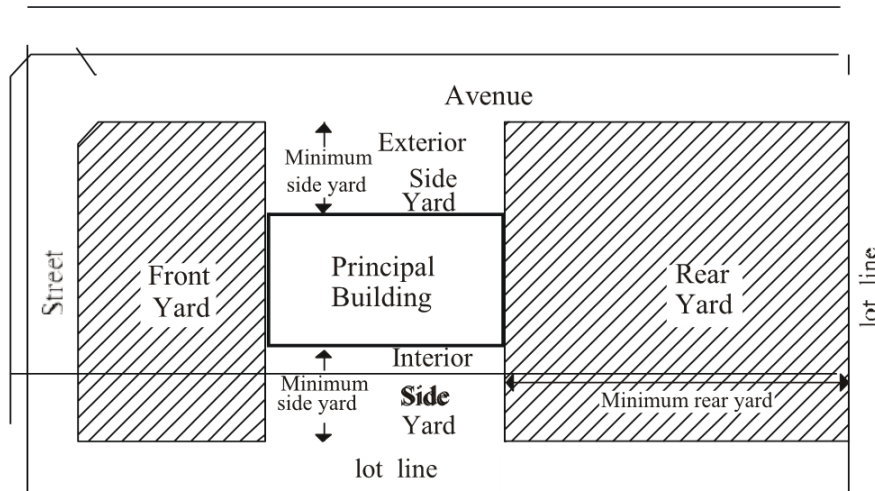 Avenue
Exterior
Minimum
side yard
Side
Yard
Street
Front
Yard
Principal
Building
Rear
Yard
lot line
Interior
Minimum
side yard
Side
Yard
Minimum rear yard
lot line